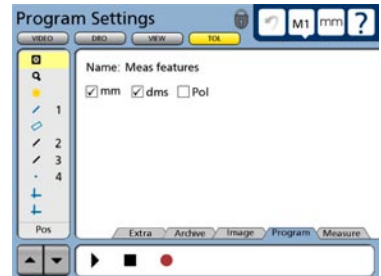 Program Settings
M1 mm ?
VIDEO DRO VIEW TOL
Name: Meas features
mm dms Pol
1
2
3
4
Pos
Extra Archive Image Program Measure